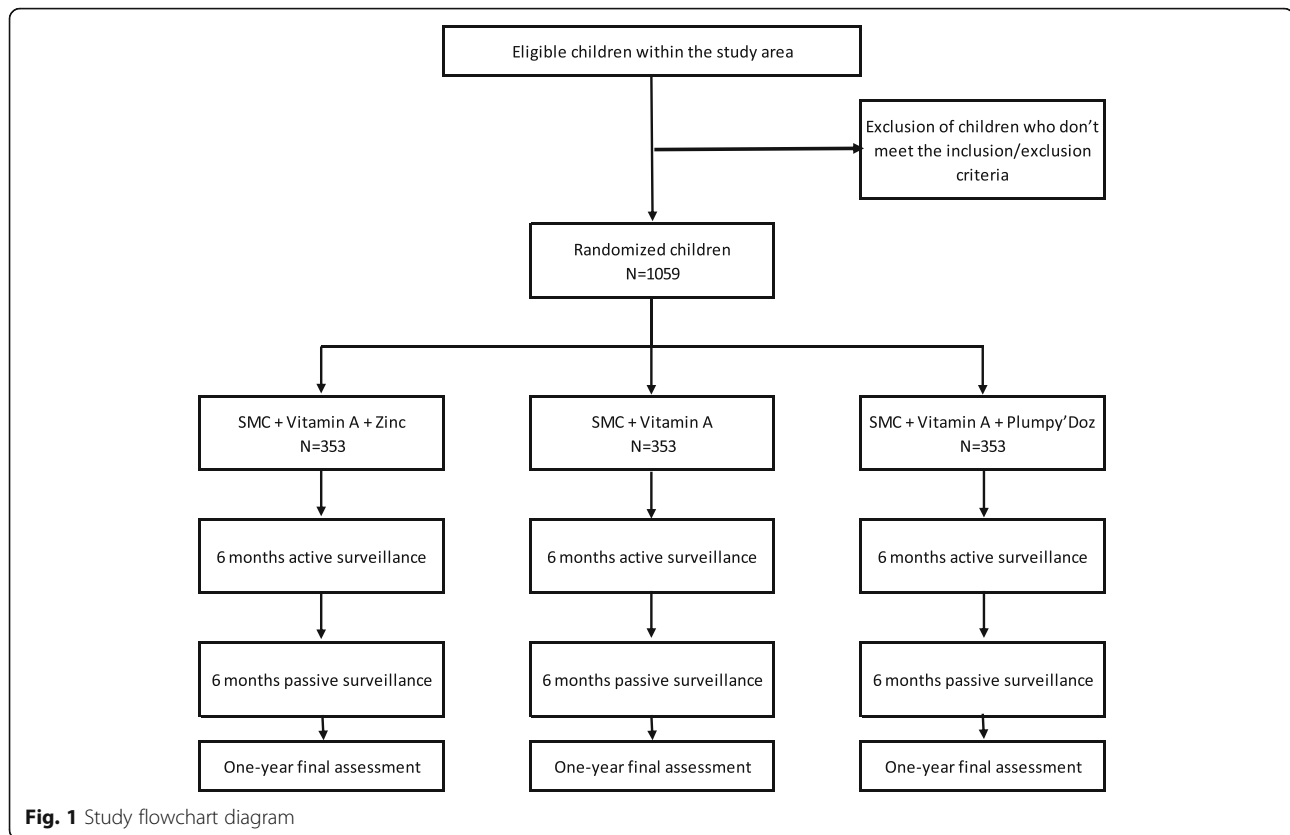 Eligible children within the study area
Exclusion of children who don't
meet the inclusion/exclusion
criteria
Randomized children
N=1059
SMC + Vitamin A + Zinc
N=353
SMC + Vitamin A
N=353
SMC + Vitamin A + Plumpy'Doz
N=353
6 months active surveillance
6 months active surveillance
6 months active surveillance
6 months passive surveillance
6 months passive surveillance
6 months passive surveillance
One-year final assessment
One-year final assessment
One-year final assessment
Fig. 1 Study flowchart diagram